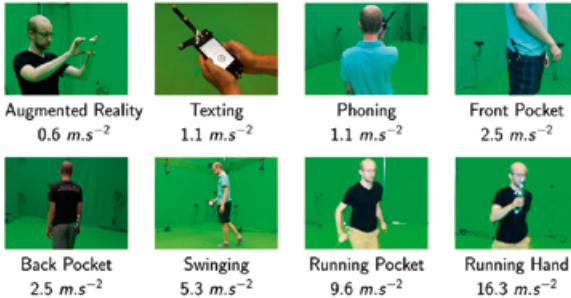 Augmented Reality Texting Phoning Front Pocket
0.6 m.s⁻² 1.1 m.s⁻² 1.1 m.s⁻² 2.5 m.s⁻²
Back Pocket Swinging Running Pocket Running Hand
2.5 m.s⁻² 5.3 m.s⁻² 9.6 m.s⁻² 16.3 m.s⁻²